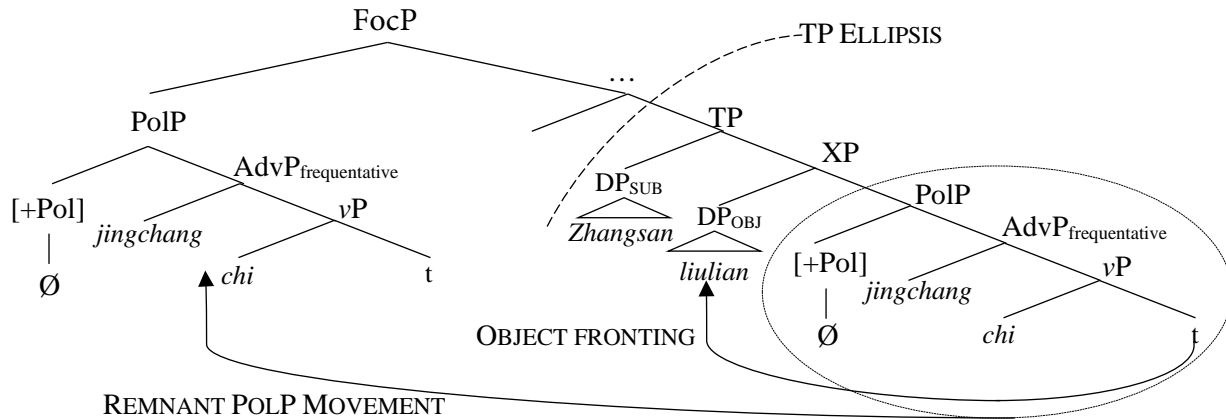 FocP
TP ELLIPSIS
…
PolP
TP
AdvPfrequentative
XP
[+Pol]
DPSUB
PolP
jingchang
vP
Zhangsan
DPOBJ
AdvPfrequentative
Ø
chi
t
liulian
[+Pol]
jingchang
vP
Ø
chi
t
OBJECT FRONTING
REMNANT POLP MOVEMENT